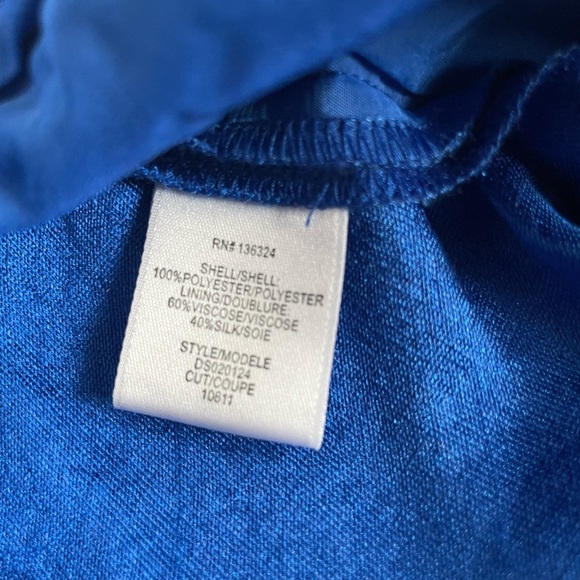 RN# 136324
SHELL/SHELL:
100%POLYESTER/POLYESTER
LINING/DOUBLURE:
60%VISCOSE/VISCOSE
40%SILK/SOIE
STYLE/MODELE
DS020124
CUT/COUPE
10611